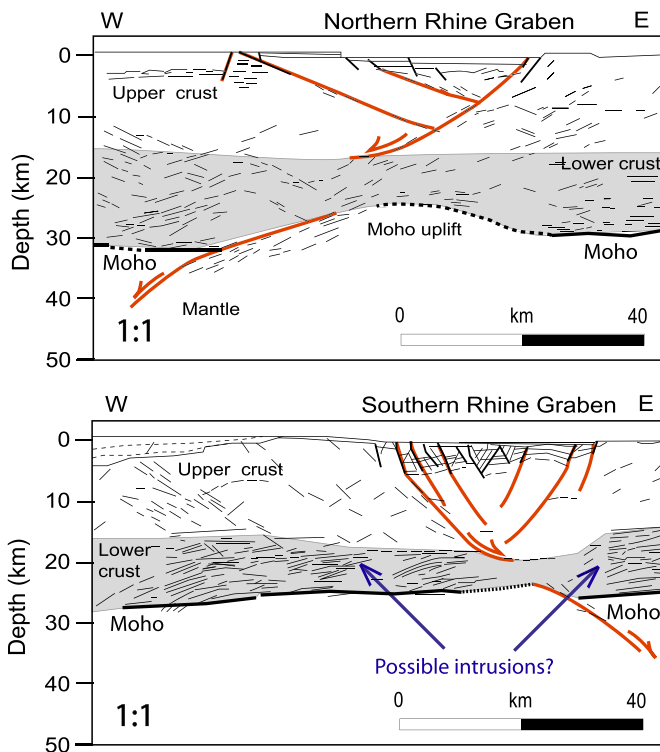 W Northern Rhine Graben E
0
Upper crust
10
Lower crust
20
Moho uplift
30
Moho Moho
40
Mantle
0 km 40
1:1
50
Depth (km)
W Southern Rhine Graben E
0
Upper crust
10
20
Lower
crust
30
Moho Moho
Possible intrusions?
40
0 km 40
1:1
50
Depth (km)